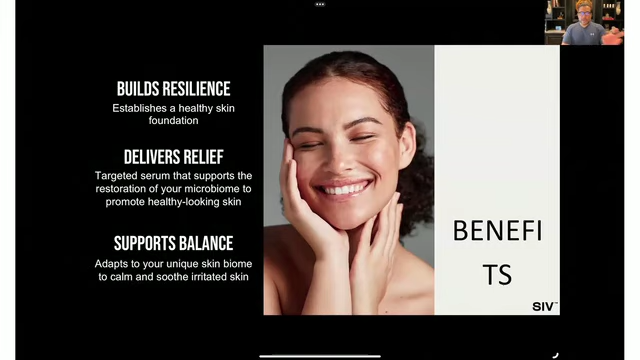 BUILDS RESILIENCE
Establishes a healthy skin
foundation
DELIVERS RELIEF
Targeted serum that supports the
restoration of your microbiome to
promote healthy-looking skin
SUPPORTS BALANCE
Adapts to your unique skin biome
to calm and soothe irritated skin
BENEFI
TS
SIV™